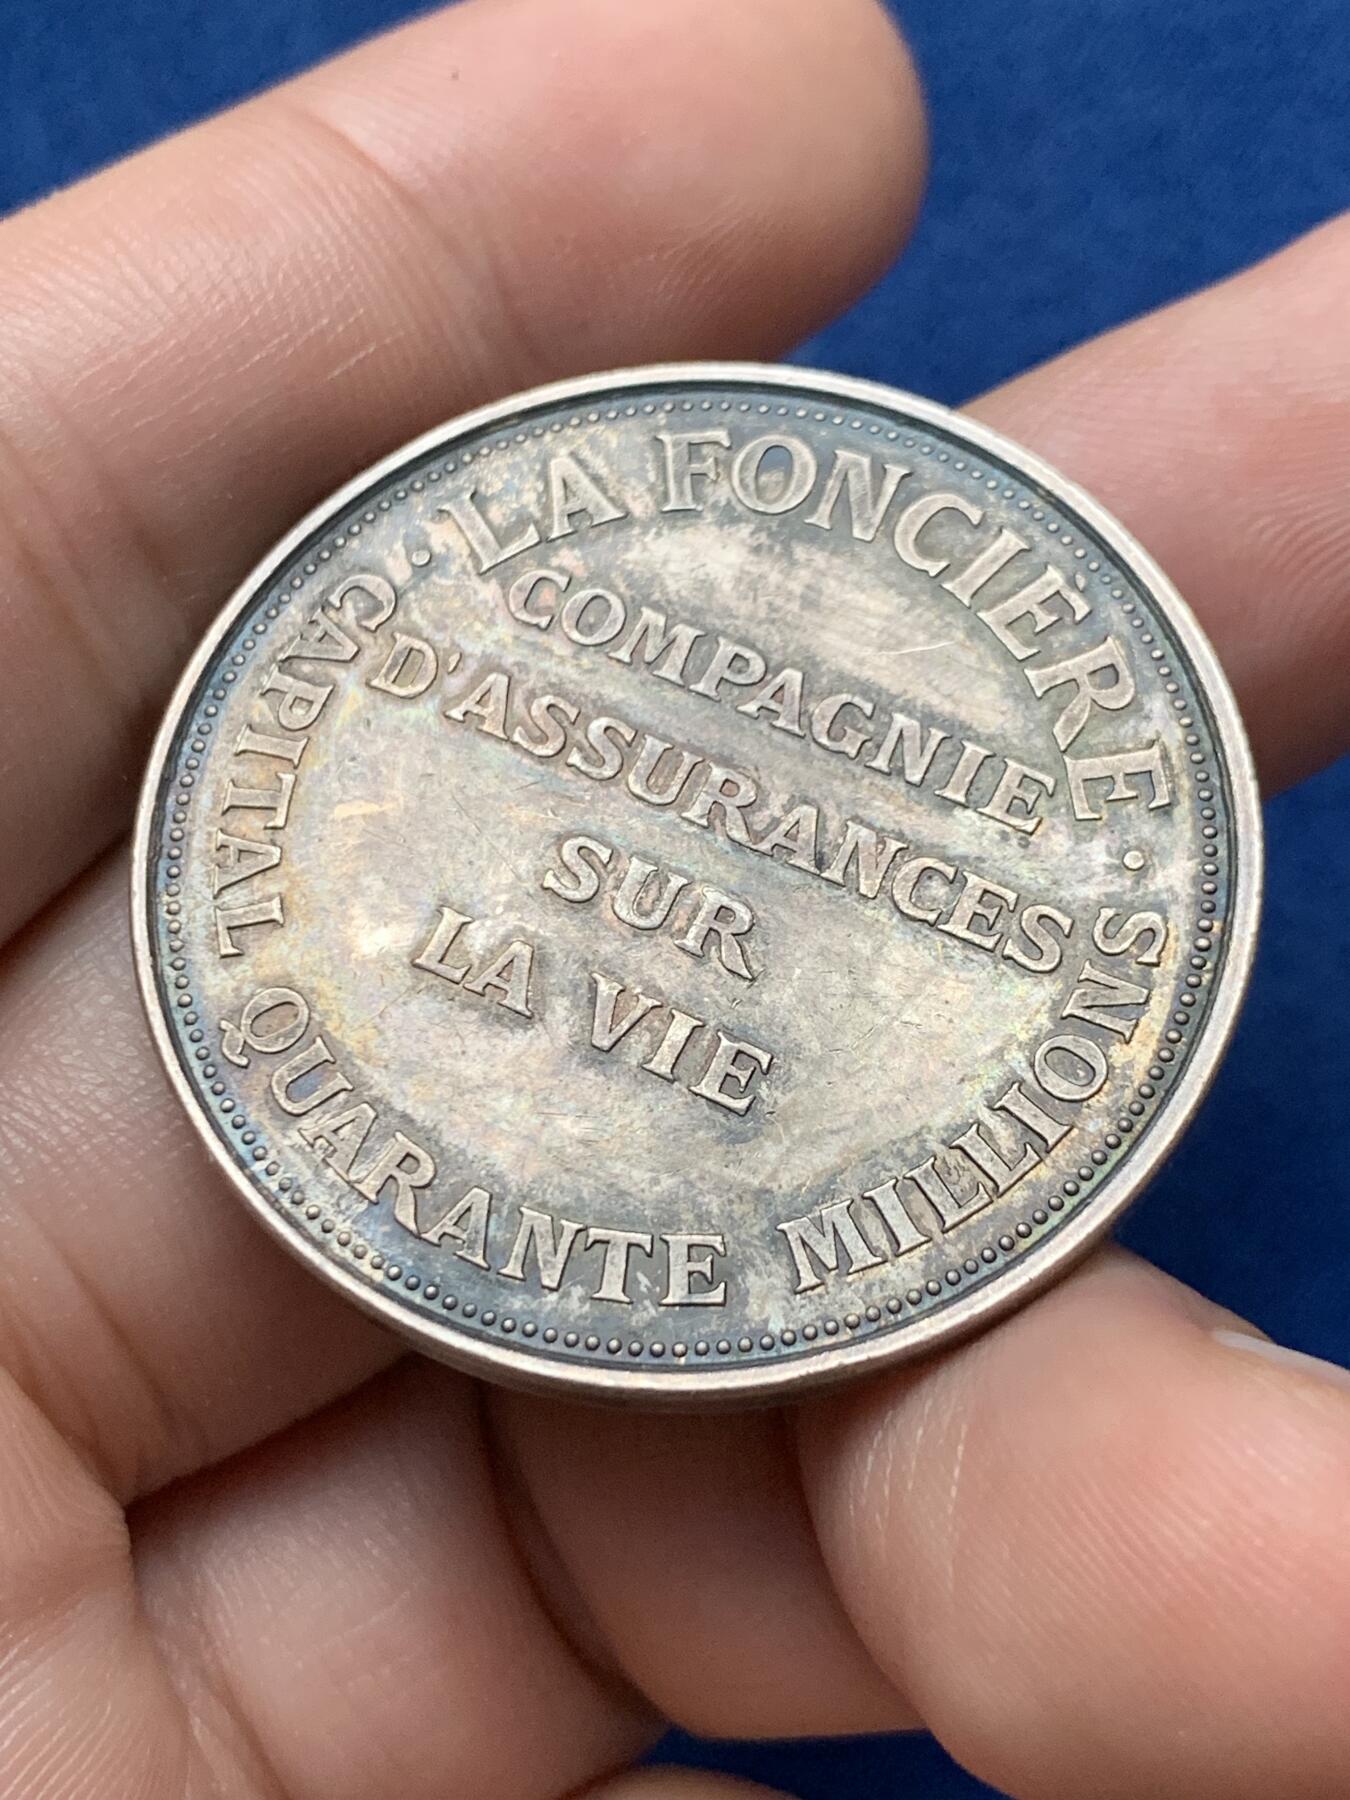 · LA FONCIÈRE ·
COMPAGNIE
D'ASSURANCES
SUR
LA VIE
CAPITAL QUARANTE MILLIONS